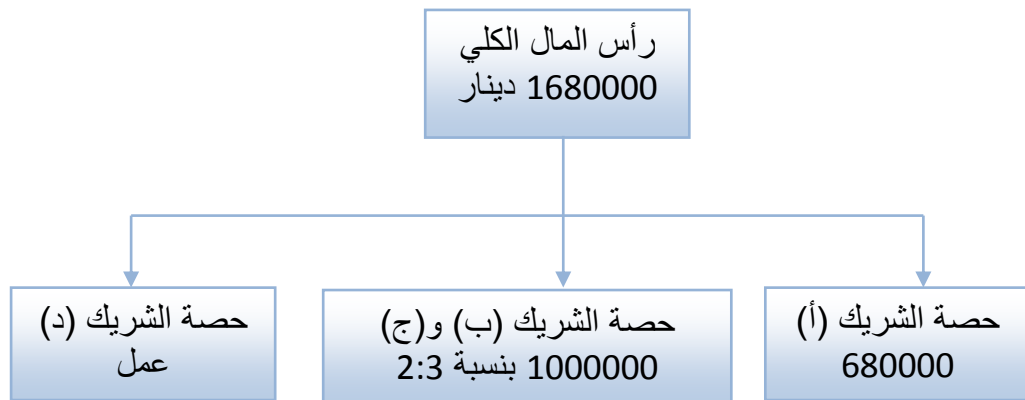 رأس المال الكلي
1680000 دينار
حصة الشريك (أ)
680000
حصة الشريك (ب) و(ج)
1000000 بنسبة 2:3
حصة الشريك (د)
عمل